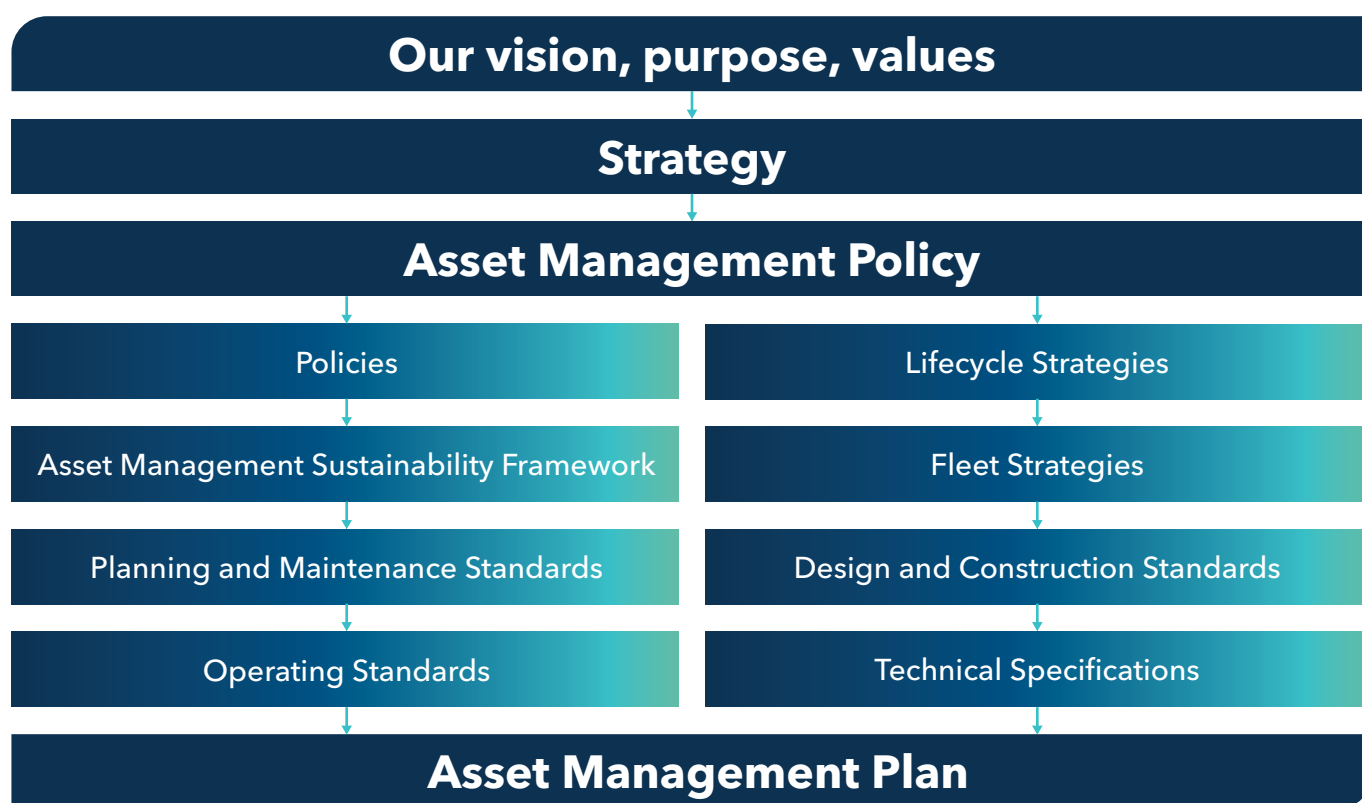 Our vision, purpose, values
Strategy
Asset Management Policy
Policies
Asset Management Sustainability Framework
Planning and Maintenance Standards
Operating Standards
Lifecycle Strategies
Fleet Strategies
Design and Construction Standards
Technical Specifications
Asset Management Plan